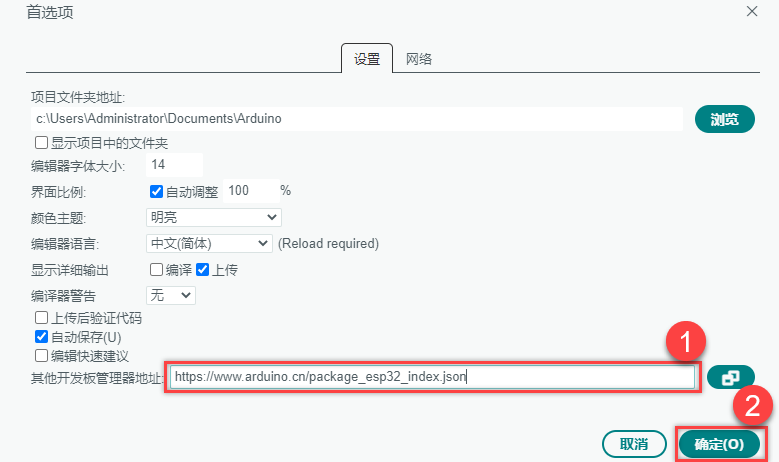 首选项
设置 网络
项目文件夹地址:
c:\Users\Administrator\Documents\Arduino 浏览
显示项目中的文件夹
编辑器字体大小: 14
界面比例: 自动调整 100 %
颜色主题: 明亮
编辑器语言: 中文(简体) (Reload required)
显示详细输出 编译 上传
编译器警告 无
上传后验证代码
自动保存(U)
编辑快速建议
1
其他开发板管理器地址: https://www.arduino.cn/package_esp32_index.json
2
取消 确定(O)